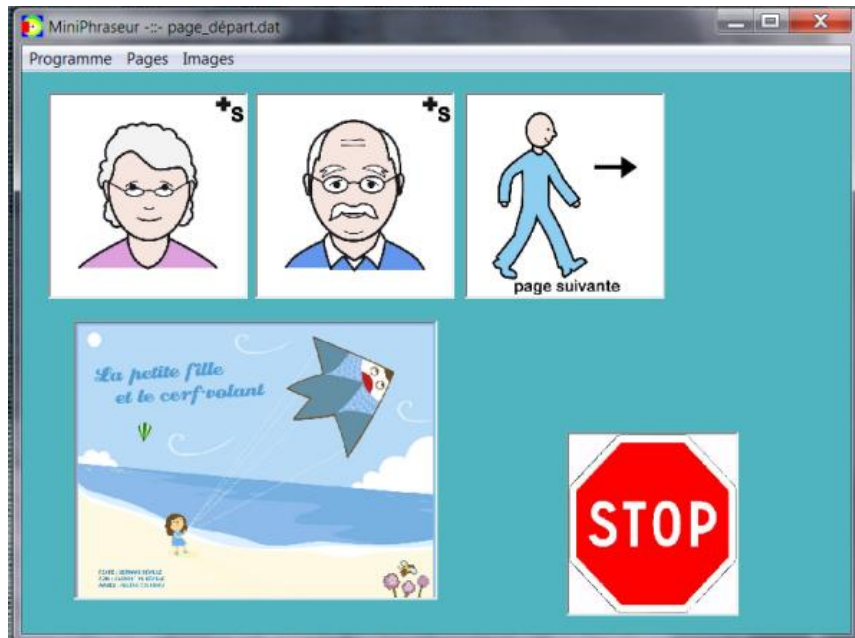 MiniPhraseur -::- page_départ.dat
Programme Pages Images
+s
+s
page suivante
La petite fille
et le cerf-volant
STOP